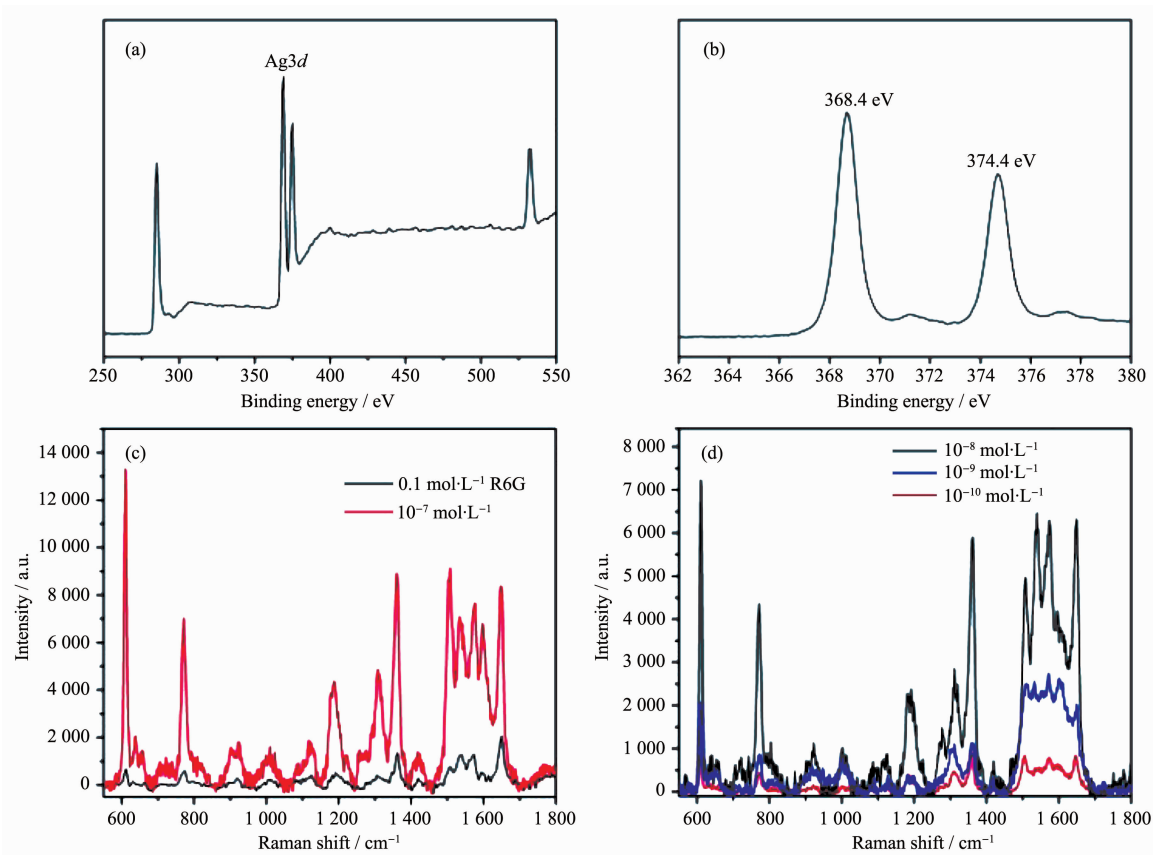 (a)
Ag3d
250 300 350 400 450 500 550
Binding energy / eV
(b)
368.4 eV
374.4 eV
362 364 366 368 370 372 374 376 378 380
Binding energy / eV
(c)
0.1 mol·L⁻¹ R6G
10⁻⁷ mol·L⁻¹
14 000
12 000
10 000
8 000
6 000
4 000
2 000
0
Intensity / a.u.
600 800 1 000 1 200 1 400 1 600 1 800
Raman shift / cm⁻¹
(d)
10⁻⁸ mol·L⁻¹
10⁻⁹ mol·L⁻¹
10⁻¹⁰ mol·L⁻¹
8 000
7 000
6 000
5 000
4 000
3 000
2 000
1 000
0
Intensity / a.u.
600 800 1 000 1 200 1 400 1 600 1 800
Raman shift / cm⁻¹